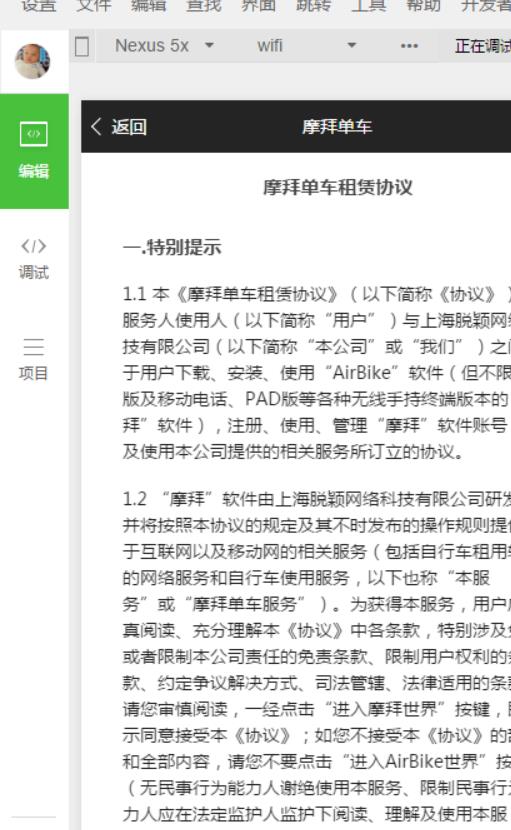 设置 文件 编辑 查找 界面 跳转 工具 帮助 开发者
Nexus 5x wifi ••• 正在调试
返回 摩拜单车
编辑
调试
项目
摩拜单车租赁协议
一.特别提示
1.1 本《摩拜单车租赁协议》（以下简称《协议》）
服务人使用人（以下简称“用户”）与上海脱颖网络
技有限公司（以下简称“本公司”或“我们”）之间
于用户下载、安装、使用“AirBike”软件（但不限
版及移动电话、PAD版等各种无线手持终端版本的
拜”软件），注册、使用、管理“摩拜”软件账号
及使用本公司提供的相关服务所订立的协议。
1.2 “摩拜”软件由上海脱颖网络科技有限公司研发
并将按照本协议的规定及其不时发布的操作规则提供
于互联网以及移动网的相关服务（包括自行车租用
的网络服务和自行车使用服务，以下也称“本服
务”或“摩拜单车服务”）。为获得本服务，用户应
真阅读、充分理解本《协议》中各条款，特别涉及免
或者限制本公司责任的免责条款、限制用户权利的条
款、约定争议解决方式、司法管辖、法律适用的条款
请您审慎阅读，一经点击“进入摩拜世界”按键，即
示同意接受本《协议》；如您不接受本《协议》的部
和全部内容，请您不要点击“进入AirBike世界”按
（无民事行为能力人谢绝使用本服务、限制民事行为
力人应在法定监护人监护下阅读、理解及使用本服